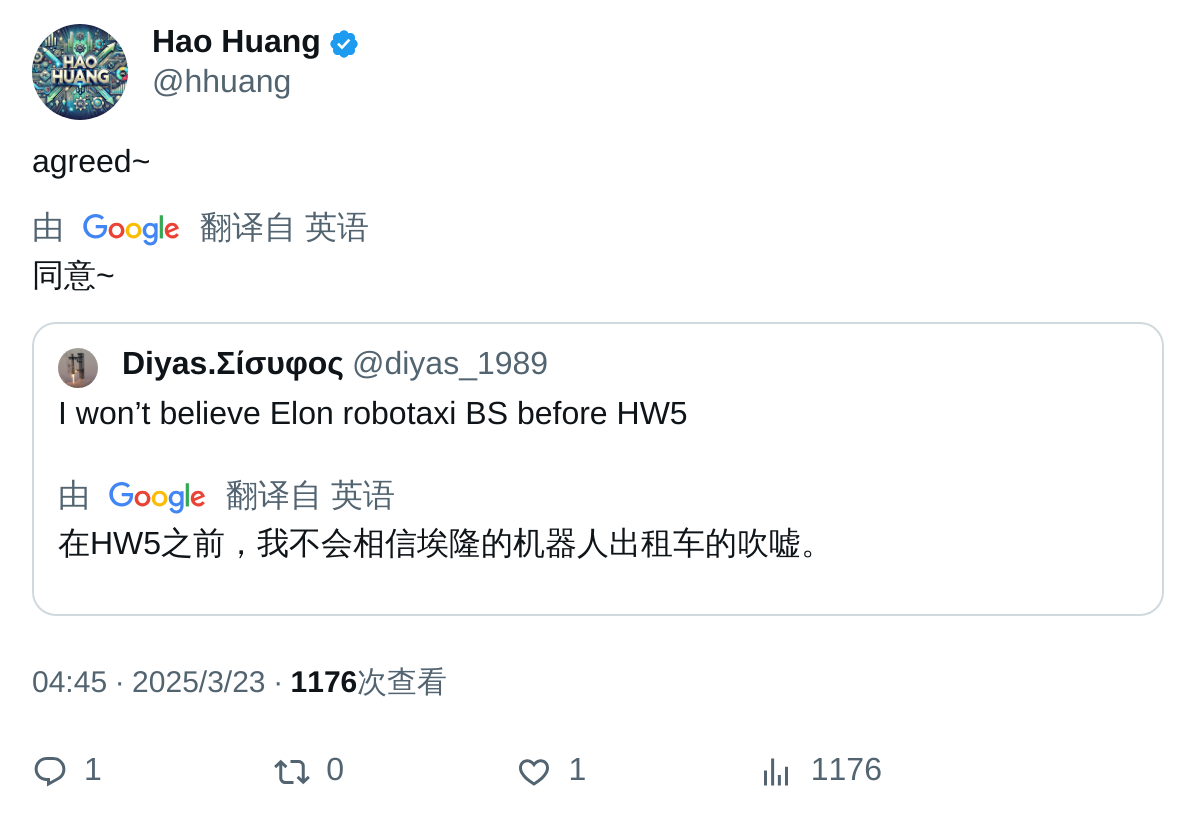 HAO
HUANG
Hao Huang
@hhuang
agreed~
由 Google 翻译自 英语
同意~
Diyas.Σίσυφος @diyas_1989
I won’t believe Elon robotaxi BS before HW5
由 Google 翻译自 英语
在HW5之前，我不会相信埃隆的机器人出租车的吹嘘。
04:45 · 2025/3/23 · 1176次查看
1 0 1 1176